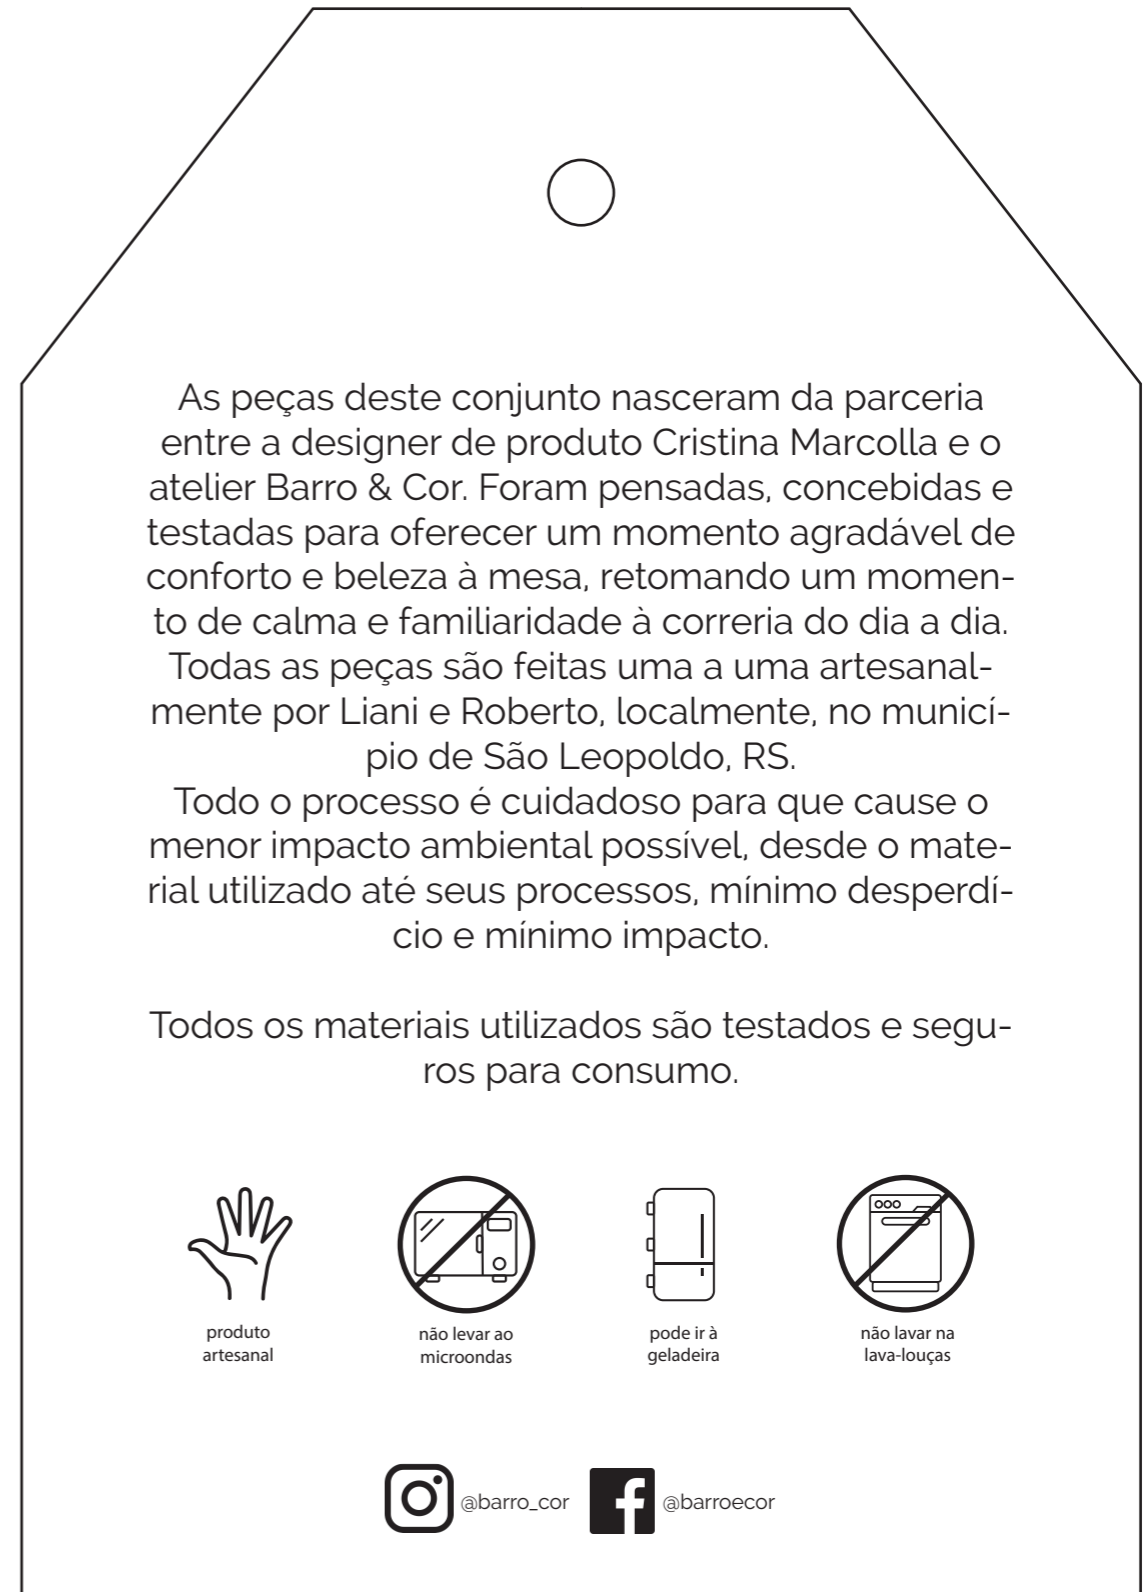 As peças deste conjunto nasceram da parceria
entre a designer de produto Cristina Marcolla e o
atelier Barro & Cor. Foram pensadas, concebidas e
testadas para oferecer um momento agradável de
conforto e beleza à mesa, retomando um momen-
to de calma e familiaridade à correria do dia a dia.
Todas as peças são feitas uma a uma artesanal-
mente por Liani e Roberto, localmente, no municí-
pio de São Leopoldo, RS.
Todo o processo é cuidadoso para que cause o
menor impacto ambiental possível, desde o mate-
rial utilizado até seus processos, mínimo desperdí-
cio e mínimo impacto.
Todos os materiais utilizados são testados e segu-
ros para consumo.
produto
artesanal
não levar ao
microondas
pode ir à
geladeira
não lavar na
lava-louças
@barro_cor
@barroecor